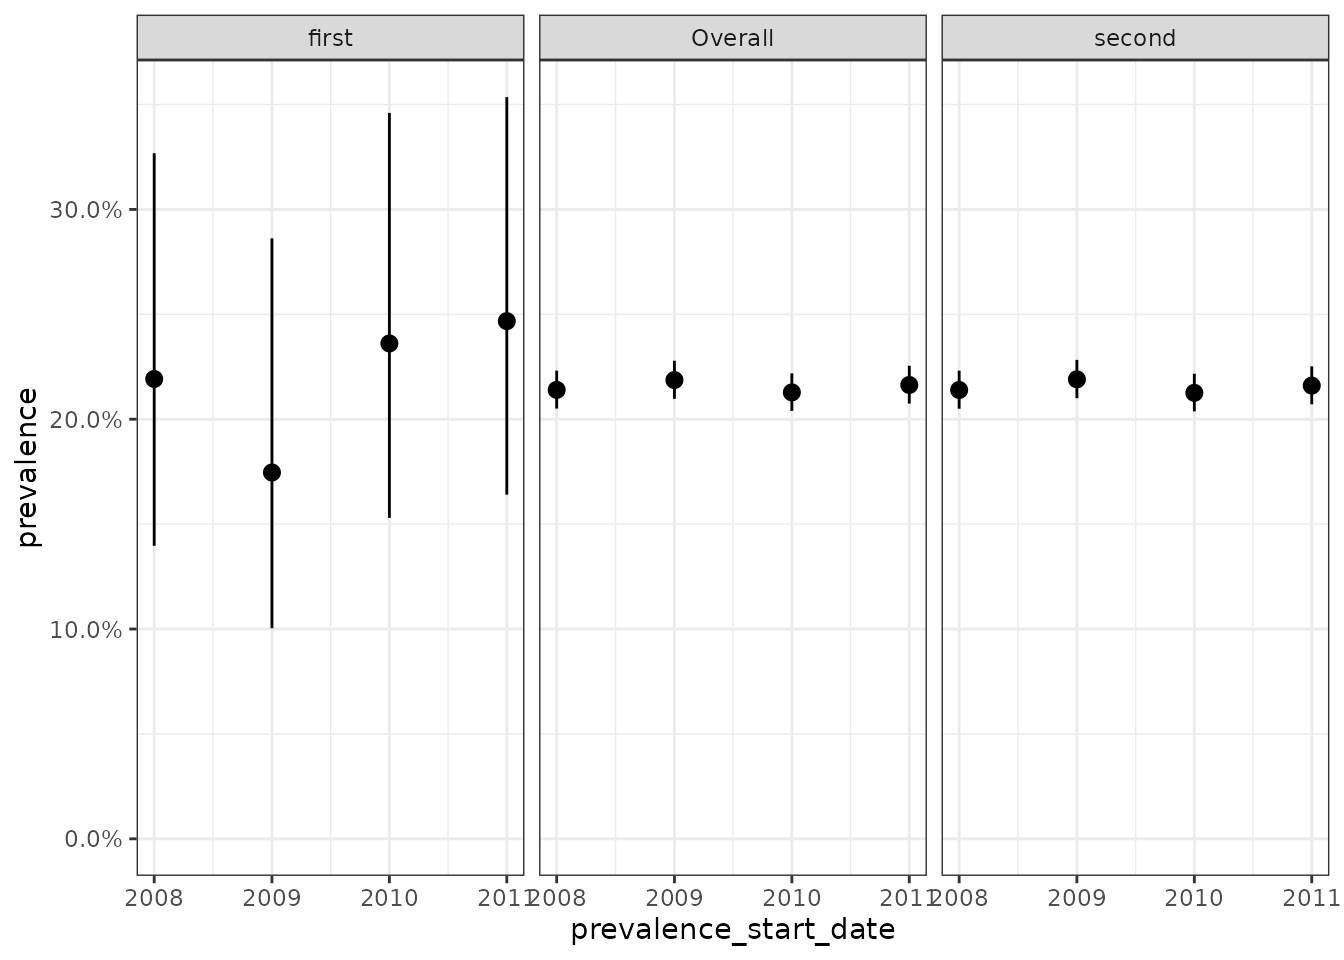 first
Overall
second
prevalence
30.0%
20.0%
10.0%
0.0%
2008 2009 2010 2011 2008 2009 2010 2011 2008 2009 2010 2011
prevalence_start_date